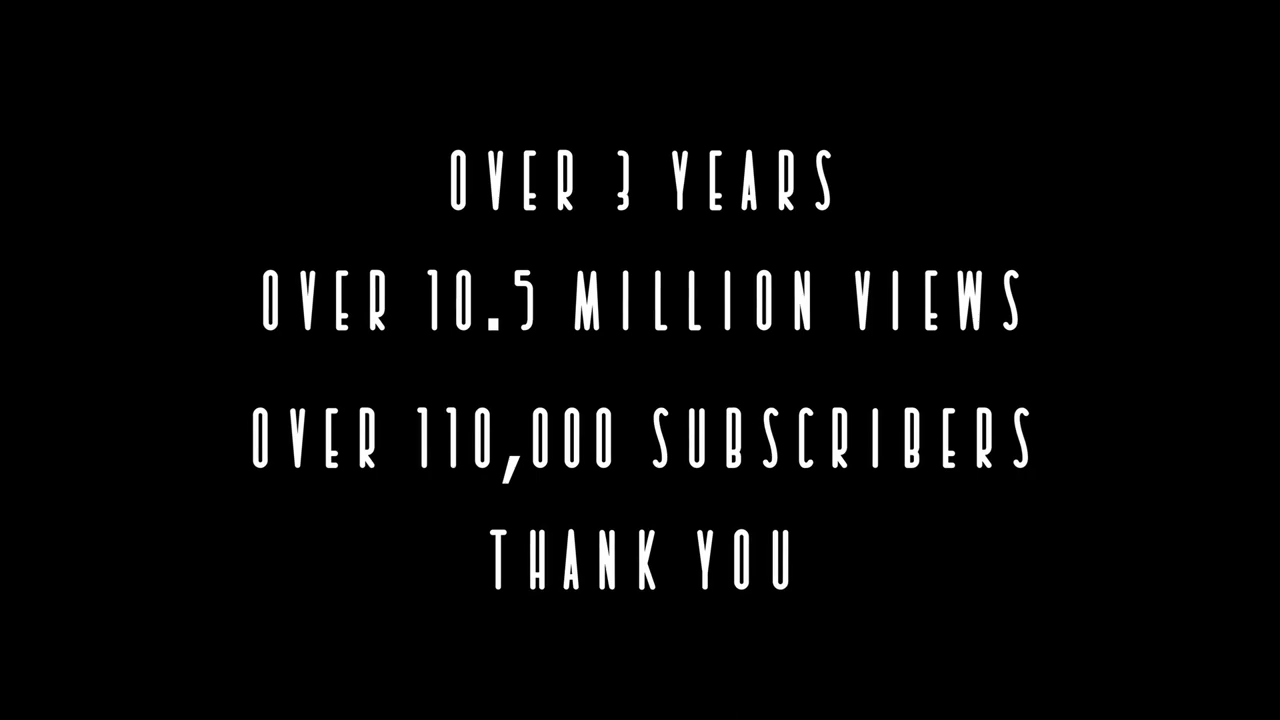 OVER 3 YEARS
OVER 10.5 MILLION VIEWS
OVER 110,000 SUBSCRIBERS
THANK YOU